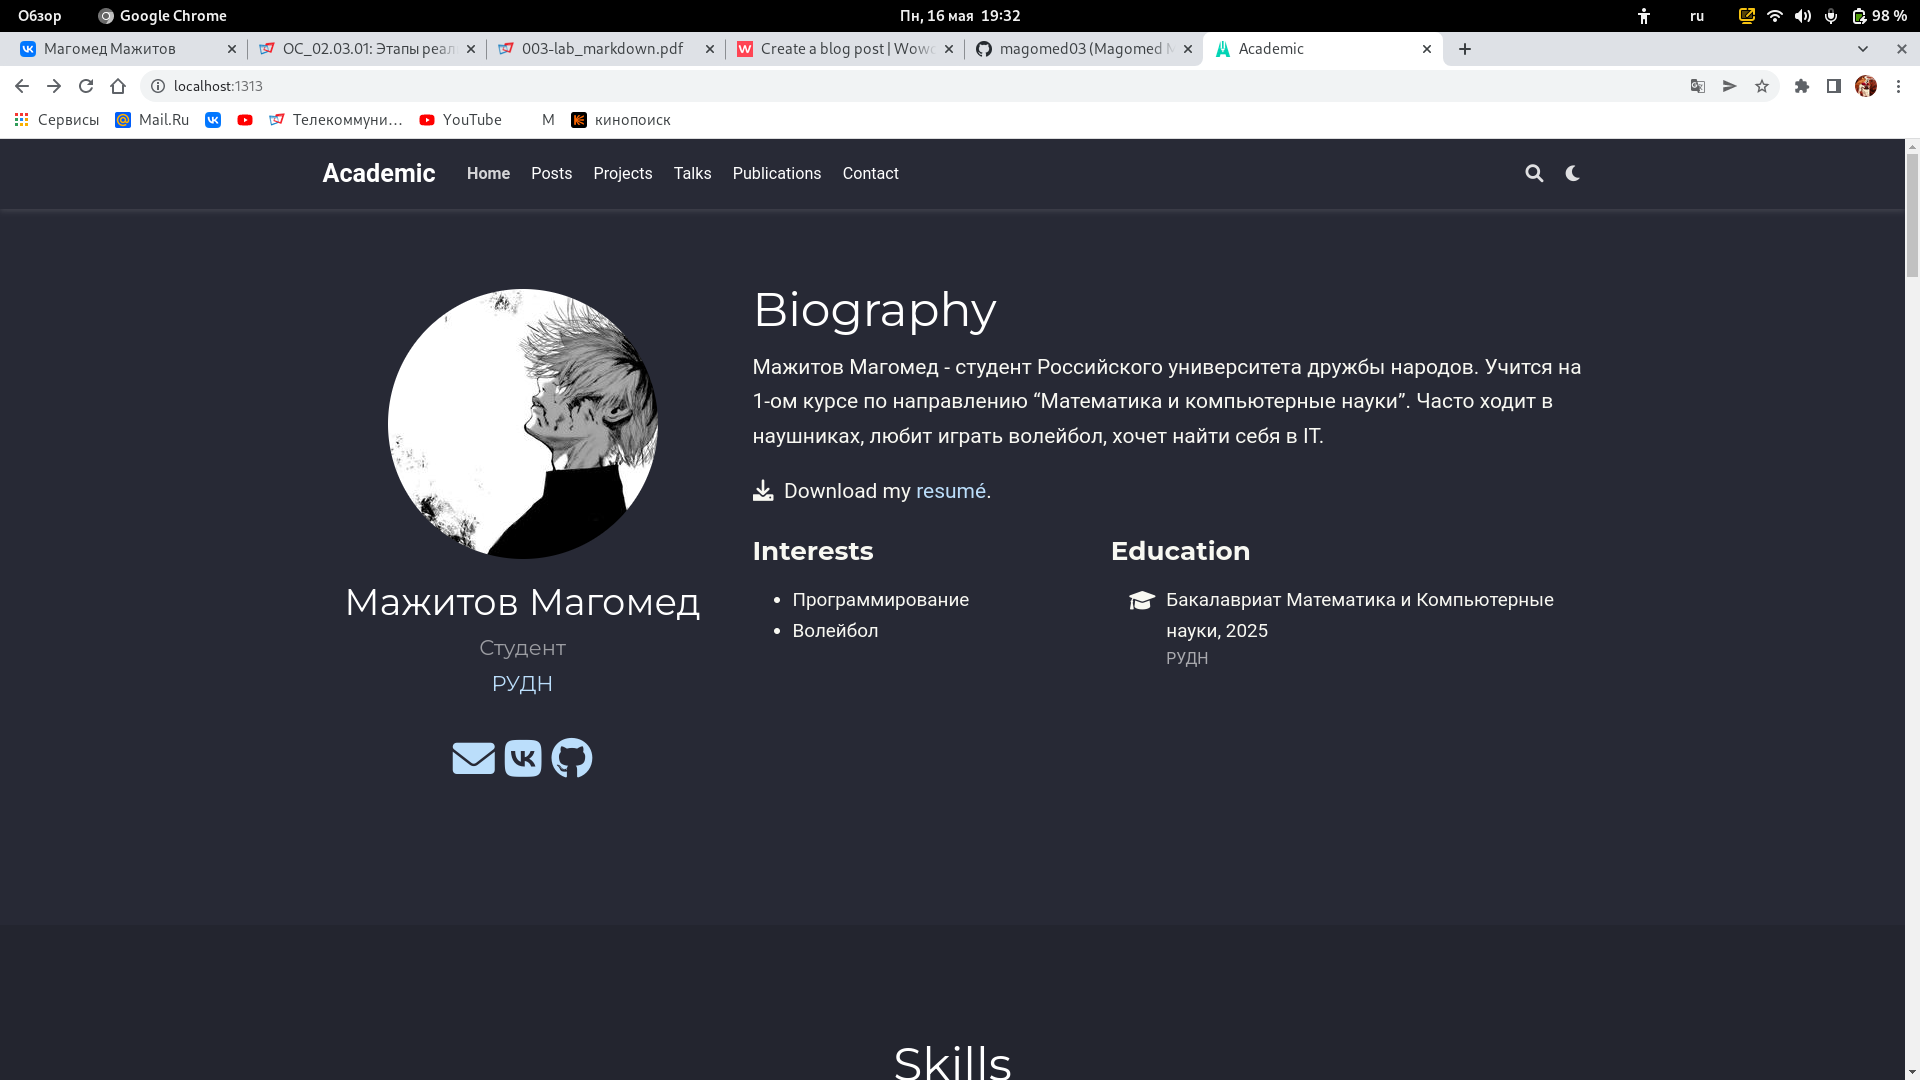 Обзор
Google Chrome
Пн, 16 мая 19:32
ru
98 %
Магомед Мажитов
ОС_02.03.01: Этапы реал
003-lab_markdown.pdf
Create a blog post | Wowc
magomed03 (Magomed M
Academic
localhost:1313
Сервисы
Mail.Ru
Телекоммуни...
YouTube
M
кинопоиск
Academic
Home
Posts
Projects
Talks
Publications
Contact
Biography
Мажитов Магомед - студент Российского университета дружбы народов. Учится на
1-ом курсе по направлению “Математика и компьютерные науки”. Часто ходит в
наушниках, любит играть волейбол, хочет найти себя в IT.
Download my resumé.
Interests
Программирование
Волейбол
Education
Бакалавриат Математика и Компьютерные
науки, 2025
РУДН
Мажитов Магомед
Студент
РУДН
Skills